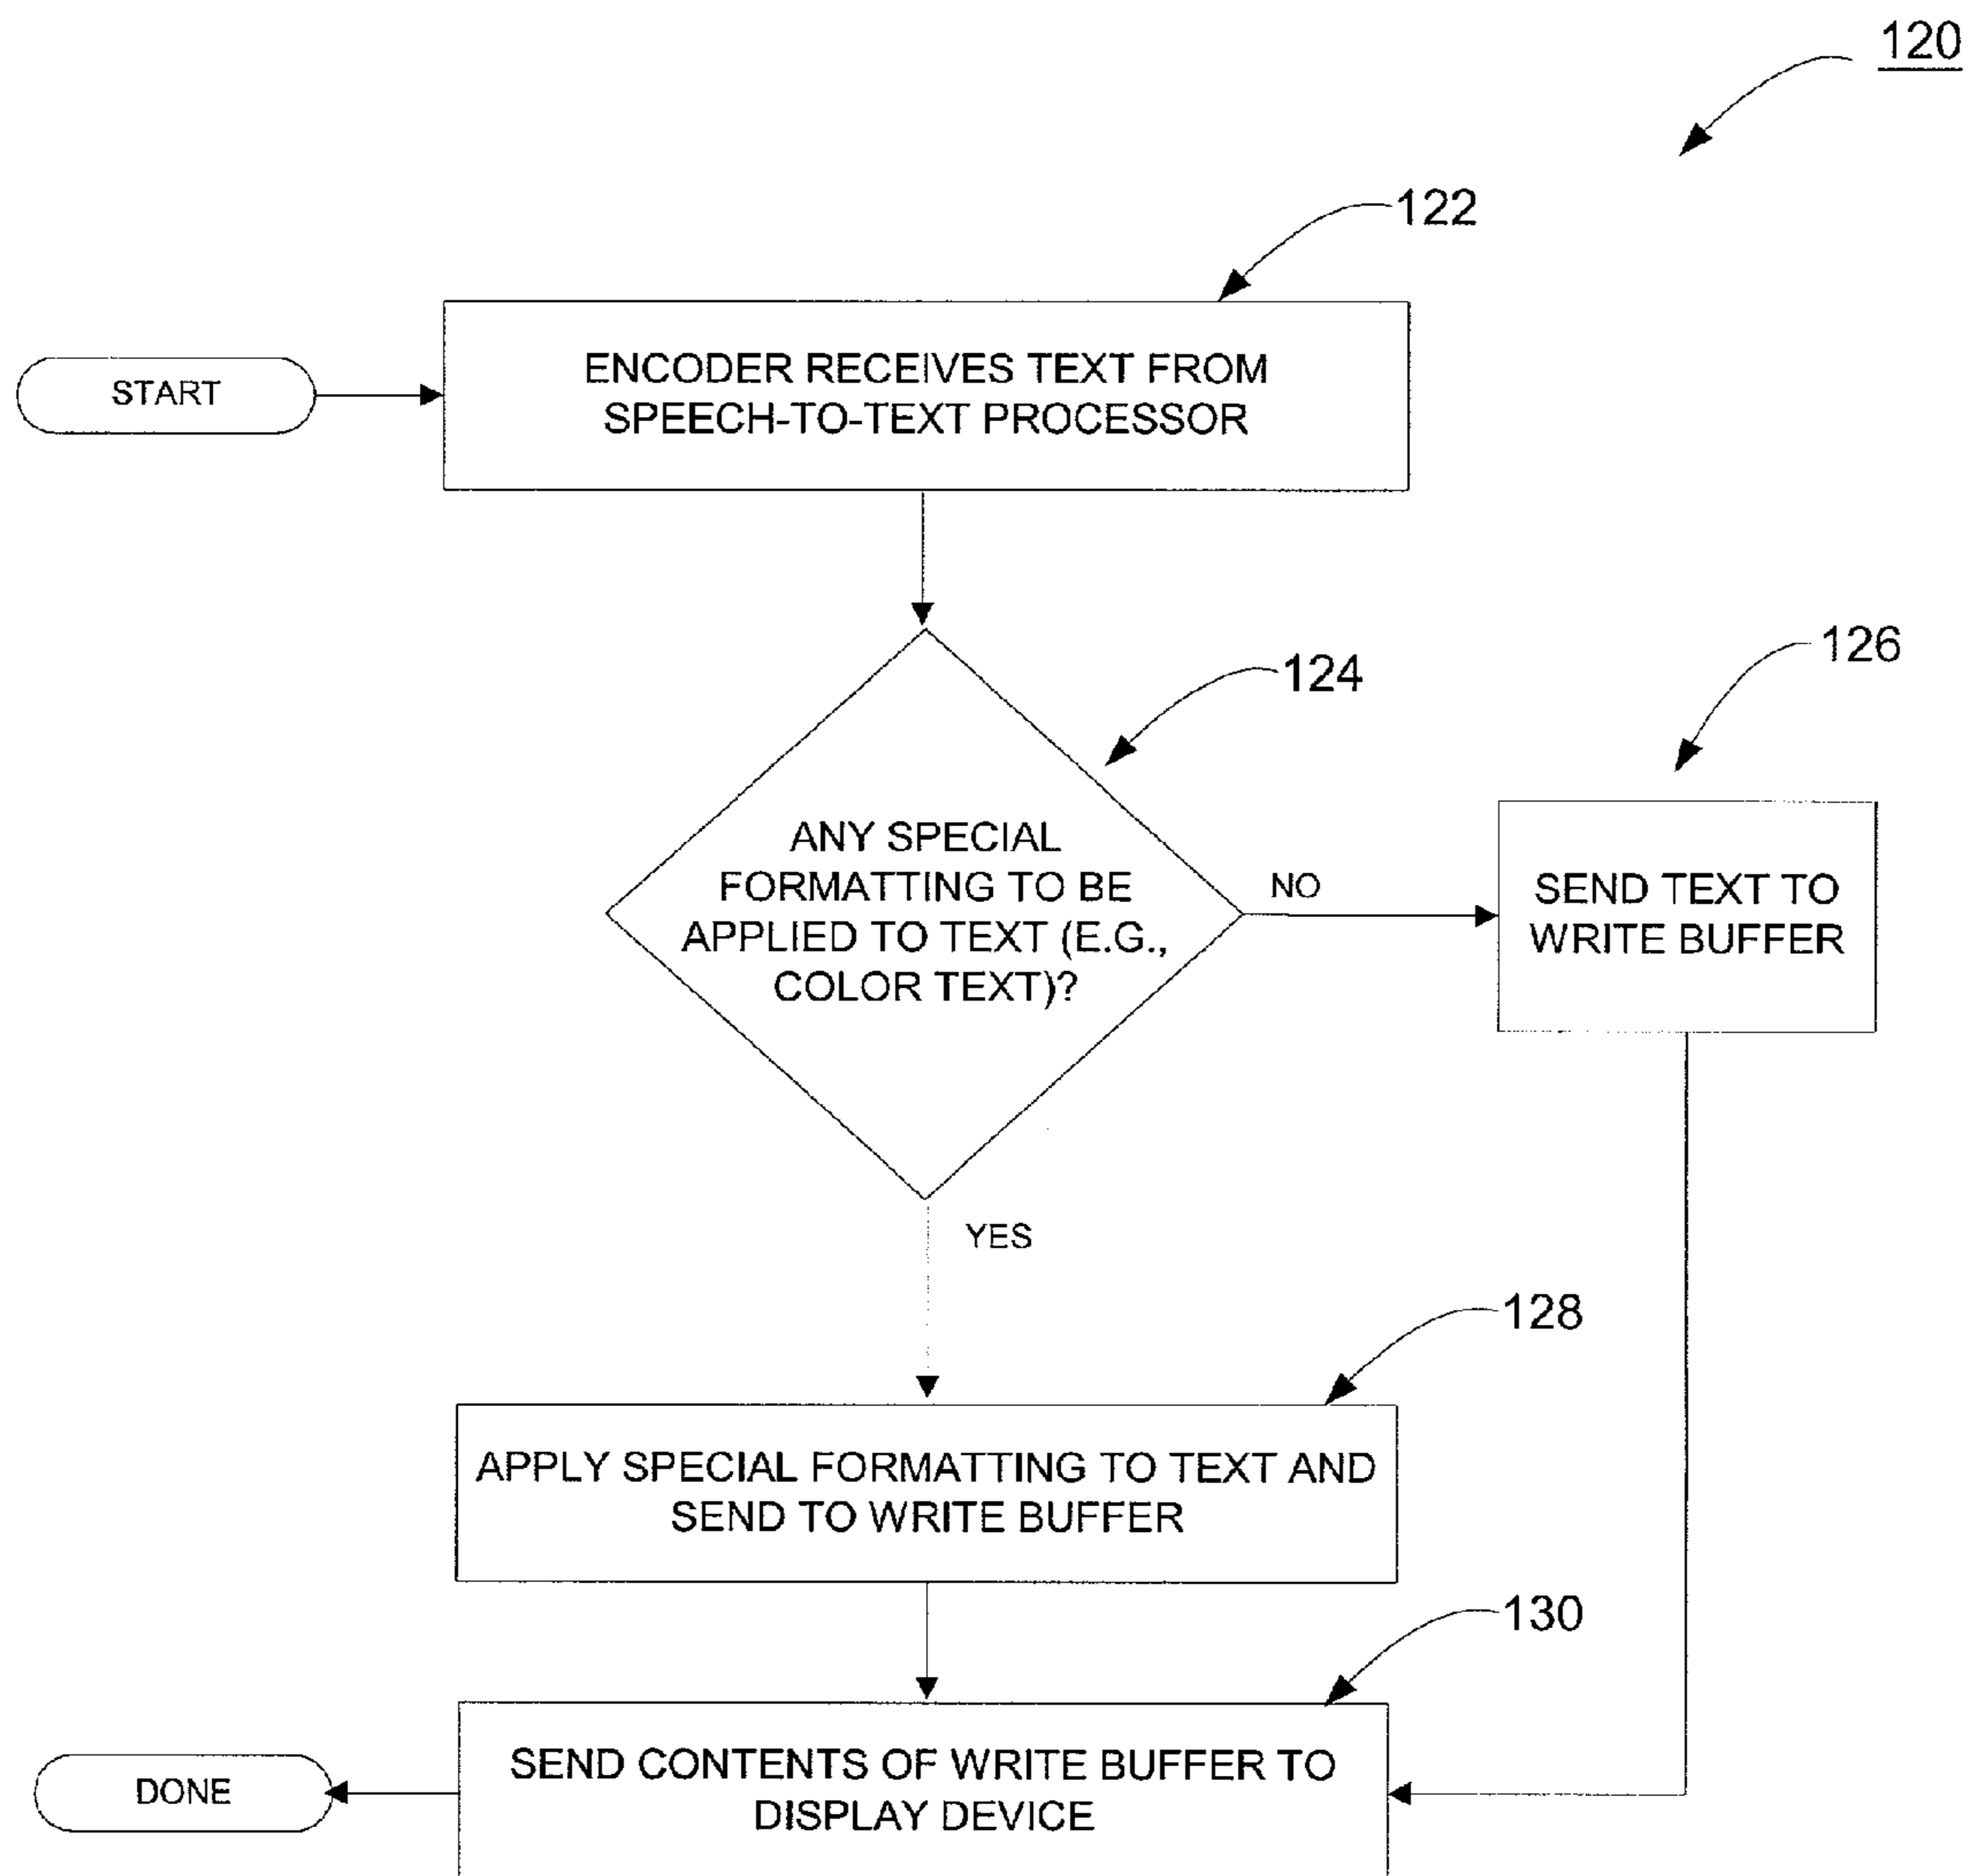 120
122
START
ENCODER RECEIVES TEXT FROM
SPEECH-TO-TEXT PROCESSOR
124
126
ANY SPECIAL
FORMATTING TO BE
APPLIED TO TEXT (E.G.,
COLOR TEXT)?
NO
SEND TEXT TO
WRITE BUFFER
YES
128
APPLY SPECIAL FORMATTING TO TEXT AND
SEND TO WRITE BUFFER
130
SEND CONTENTS OF WRITE BUFFER TO
DISPLAY DEVICE
DONE